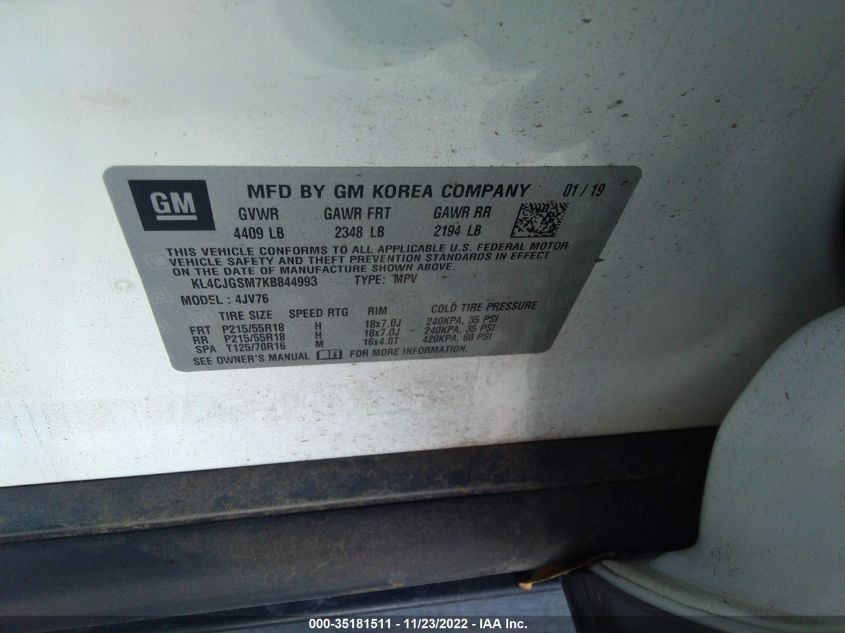 GM MFD BY GM KOREA COMPANY 01 / 19
GVWR GAWR FRT GAWR RR
4409 LB 2348 LB 2194 LB
THIS VEHICLE CONFORMS TO ALL APPLICABLE U.S. FEDERAL MOTOR
VEHICLE SAFETY AND THEFT PREVENTION STANDARDS IN EFFECT
ON THE DATE OF MANUFACTURE SHOWN ABOVE.
KL4CJGSM7KB844993 TYPE: MPV
MODEL: 4JV76
TIRE SIZE SPEED RTG RIM COLD TIRE PRESSURE
FRT P215/55R18 H 18x7.0J 240KPA, 35 PSI
RR P215/55R18 H 18x7.0J 240KPA, 35 PSI
SPA T125/70R16 M 16x4.0T 420KPA, 60 PSI
SEE OWNER'S MANUAL FOR MORE INFORMATION.
000-35181511 - 11/23/2022 - IAA Inc.